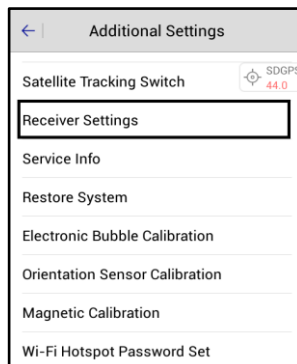 Additional Settings
Satellite Tracking Switch
SDGPS
44.0
Receiver Settings
Service Info
Restore System
Electronic Bubble Calibration
Orientation Sensor Calibration
Magnetic Calibration
Wi-Fi Hotspot Password Set